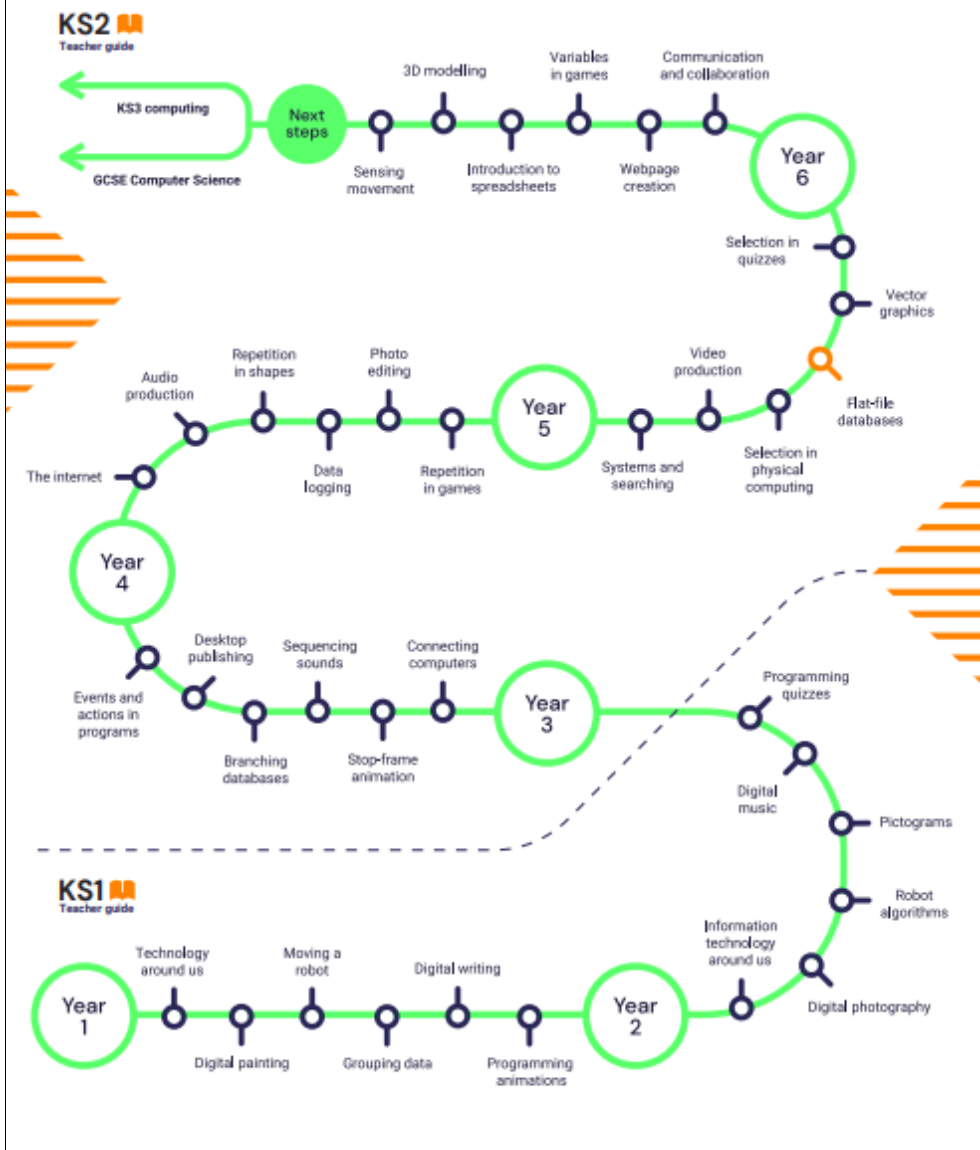 KS2
Teacher guide
KS3 computing
GCSE Computer Science
Next
steps
Sensing
movement
3D modelling
Introduction to
spreadsheets
Variables
in games
Webpage
creation
Communication
and collaboration
Year
6
Selection in
quizzes
Vector
graphics
Flat-file
databases
Selection in
physical
computing
Video
production
Systems and
searching
Year
5
Repetition
in games
Photo
editing
Data
logging
Repetition
in shapes
Audio
production
The internet
Year
4
Events and
actions in
programs
Desktop
publishing
Branching
databases
Sequencing
sounds
Stop-frame
animation
Connecting
computers
Year
3
Programming
quizzes
Digital
music
Pictograms
Robot
algorithms
Digital photography
Information
technology
around us
KS1
Teacher guide
Year
1
Technology
around us
Digital painting
Moving a
robot
Grouping data
Digital writing
Programming
animations
Year
2